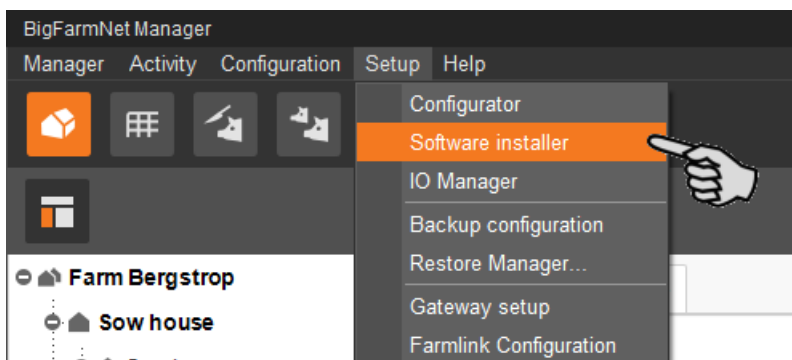 BigFarmNet Manager
Manager Activity Configuration Setup Help
Configurator
Software installer
IO Manager
Backup configuration
Restore Manager...
Gateway setup
Farmlink Configuration
Farm Bergstrop
Sow house